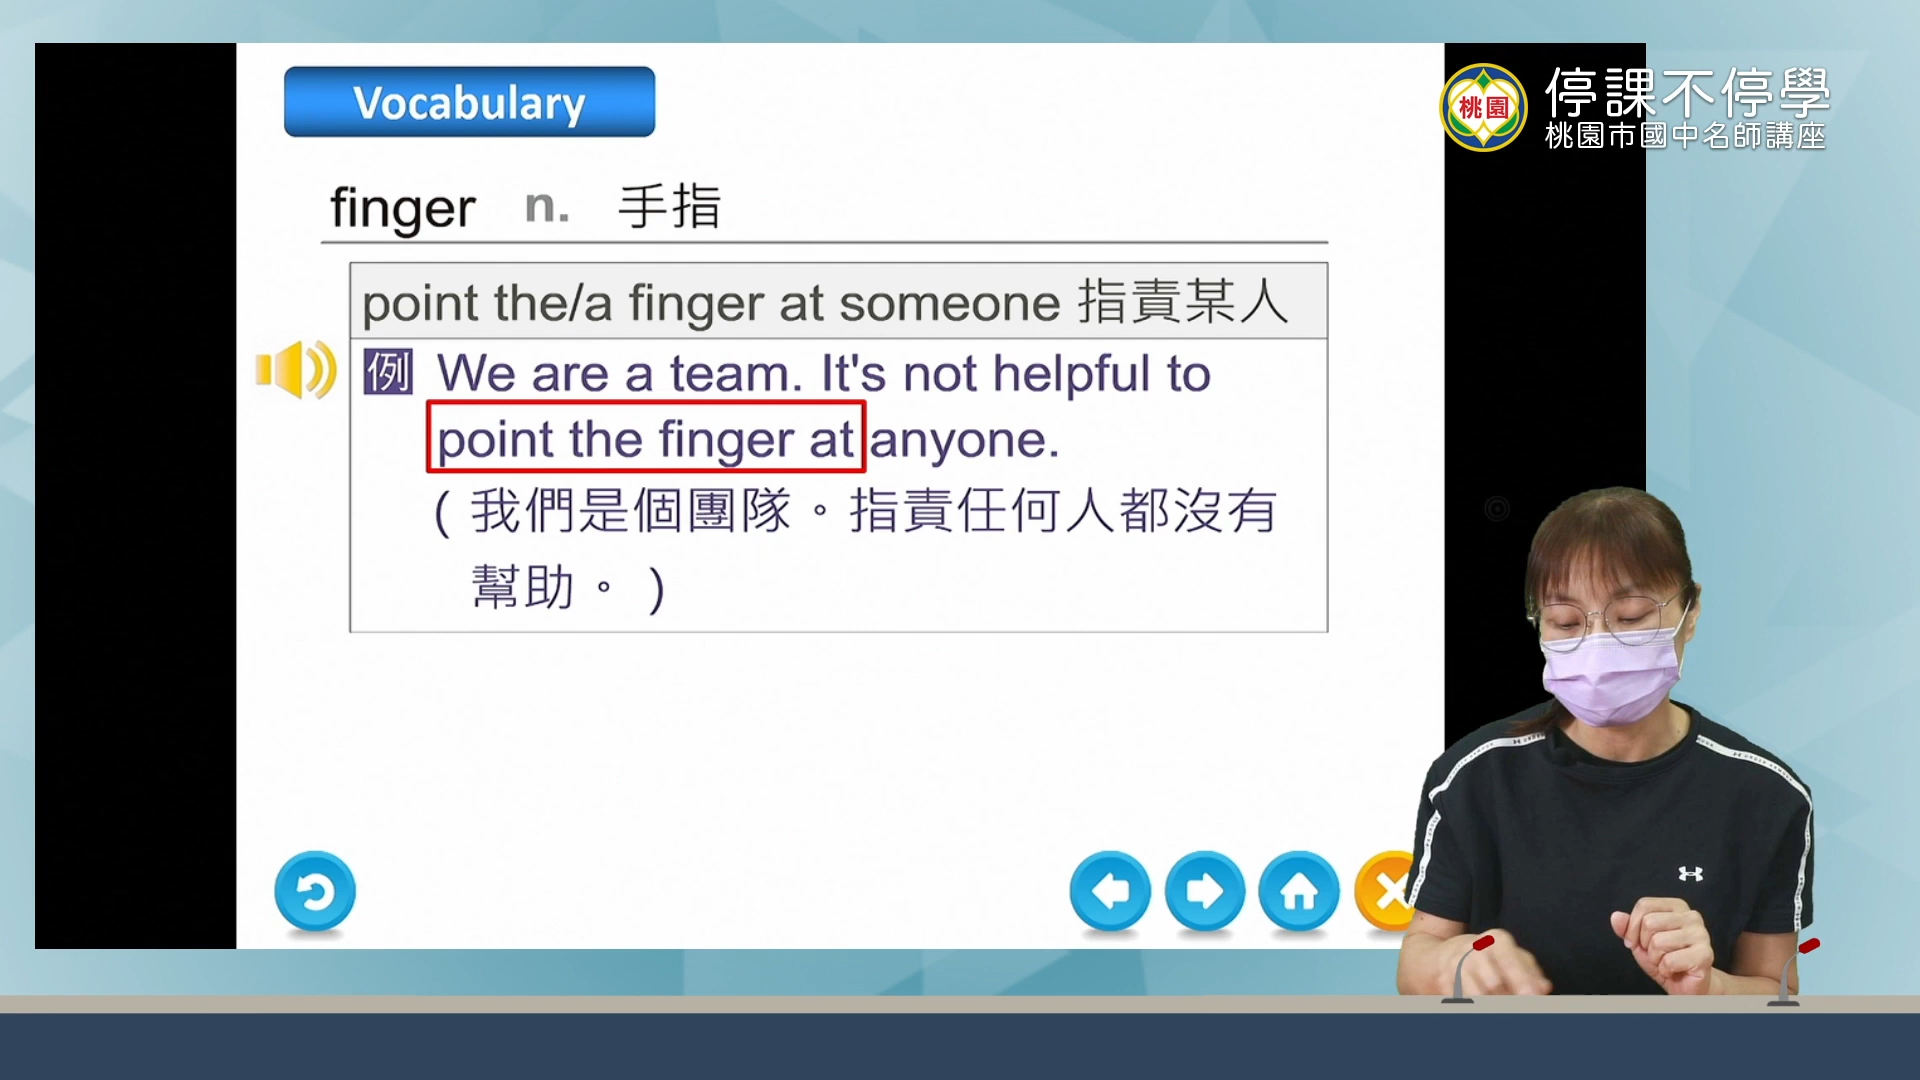 Vocabulary
停課不停學
桃園
桃園市國中名師講座
finger n. 手指
point the/a finger at someone 指責某人
例 We are a team. It's not helpful to
point the finger at anyone.
( 我們是個團隊。指責任何人都沒有
幫助。 )